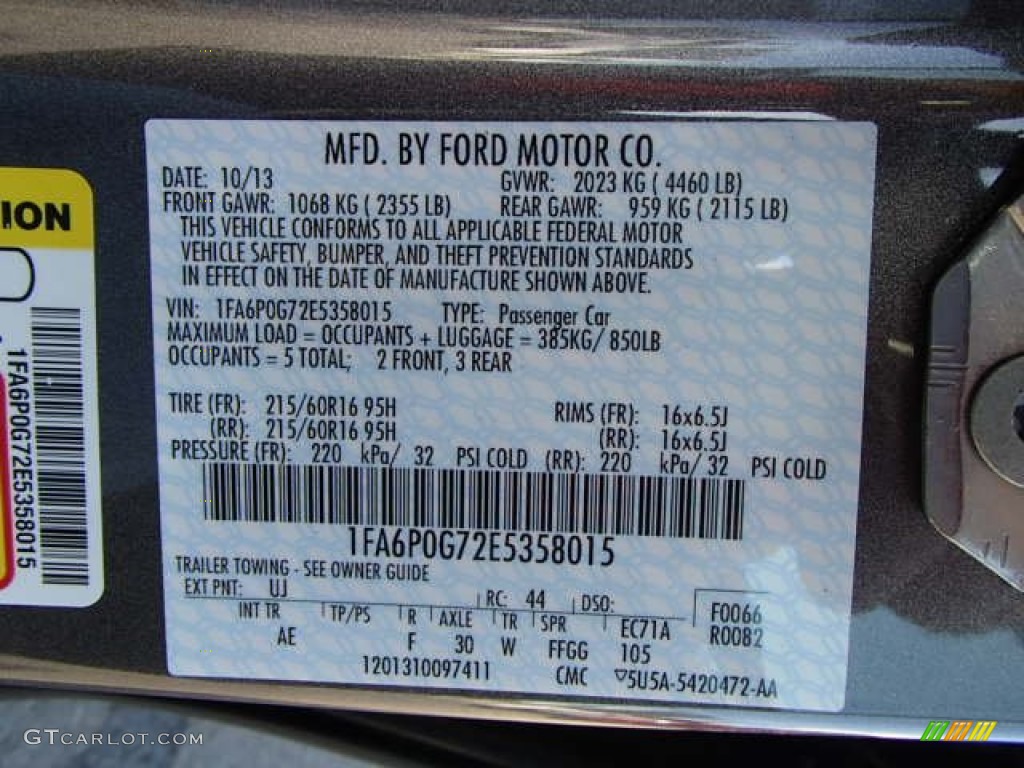 MFD. BY FORD MOTOR CO.
DATE: 10/13 GVWR: 2023 KG ( 4460 LB)
FRONT GAWR: 1068 KG ( 2355 LB) REAR GAWR: 959 KG ( 2115 LB)
THIS VEHICLE CONFORMS TO ALL APPLICABLE FEDERAL MOTOR
VEHICLE SAFETY, BUMPER, AND THEFT PREVENTION STANDARDS
IN EFFECT ON THE DATE OF MANUFACTURE SHOWN ABOVE.
VIN: 1FA6P0G72E5358015 TYPE: Passenger Car
MAXIMUM LOAD = OCCUPANTS + LUGGAGE = 385KG/ 850LB
OCCUPANTS = 5 TOTAL; 2 FRONT, 3 REAR
TIRE (FR): 215/60R16 95H RIMS (FR): 16x6.5J
(RR): 215/60R16 95H (RR): 16x6.5J
PRESSURE (FR): 220 kPa/ 32 PSI COLD (RR): 220 kPa/ 32 PSI COLD
1FA6P0G72E5358015
TRAILER TOWING - SEE OWNER GUIDE
EXT PNT: UJ RC: 44 DSO: F0066
INT TR TP/PS R AXLE TR SPR EC71A R0082
AE F 30 W FFGG 105
1201310097411 CMC ▽5U5A-5420472-AA
ION
1FA6P0G72E5358015
GTCARLOT.COM